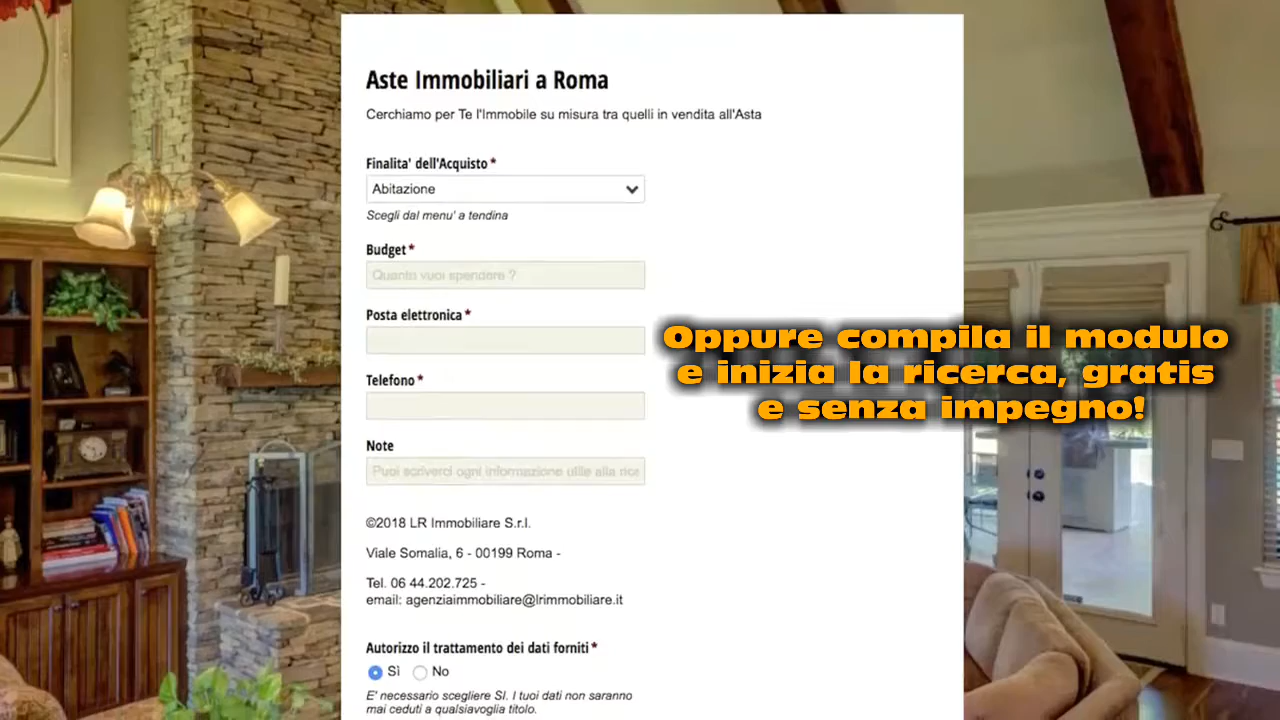 Aste Immobiliari a Roma
Cerchiamo per Te l'Immobile su misura tra quelli in vendita all'Asta
Finalita' dell'Acquisto *
Abitazione
Scegli dal menu' a tendina
Budget *
Quanto vuoi spendere ?
Posta elettronica *
Telefono *
Note
Puoi scriverci ogni informazione utile alla rice
Oppure compila il modulo
e inizia la ricerca, gratis
e senza impegno!
©2018 LR Immobiliare S.r.l.
Viale Somalia, 6 - 00199 Roma -
Tel. 06 44.202.725 -
email: agenziaimmobiliare@lrimmobiliare.it
Autorizzo il trattamento dei dati forniti *
Sì No
E' necessario scegliere SI. I tuoi dati non saranno
mai ceduti a qualsiavoglia titolo.